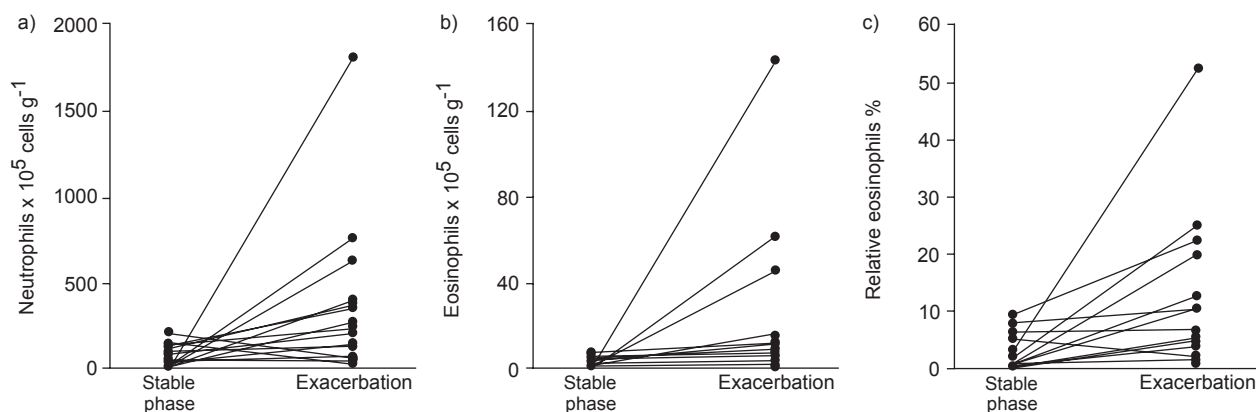 a)
Neutrophils x 10⁵ cells g⁻¹
2000
1500
1000
500
0
Stable
phase
Exacerbation
b)
Eosinophils x 10⁵ cells g⁻¹
160
120
80
40
0
Stable
phase
Exacerbation
c)
Relative eosinophils %
60
50
40
30
20
10
0
Stable
phase
Exacerbation